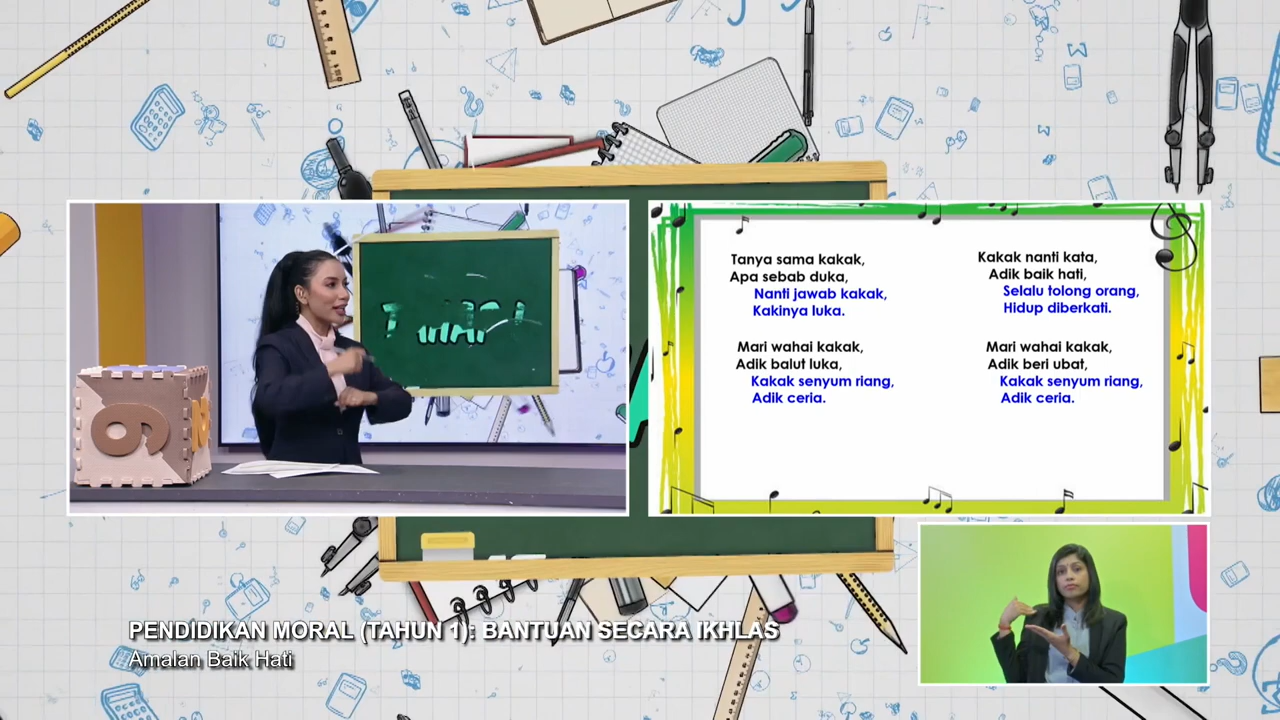 Tanya sama kakak,
Apa sebab duka,
Nanti jawab kakak,
Kakinya luka.
Mari wahai kakak,
Adik balut luka,
Kakak senyum riang,
Adik ceria.
Kakak nanti kata,
Adik baik hati,
Selalu tolong orang,
Hidup diberkati.
Mari wahai kakak,
Adik beri ubat,
Kakak senyum riang,
Adik ceria.
PENDIDIKAN MORAL (TAHUN 1): BANTUAN SECARA IKHLAS
Amalan Baik Hati